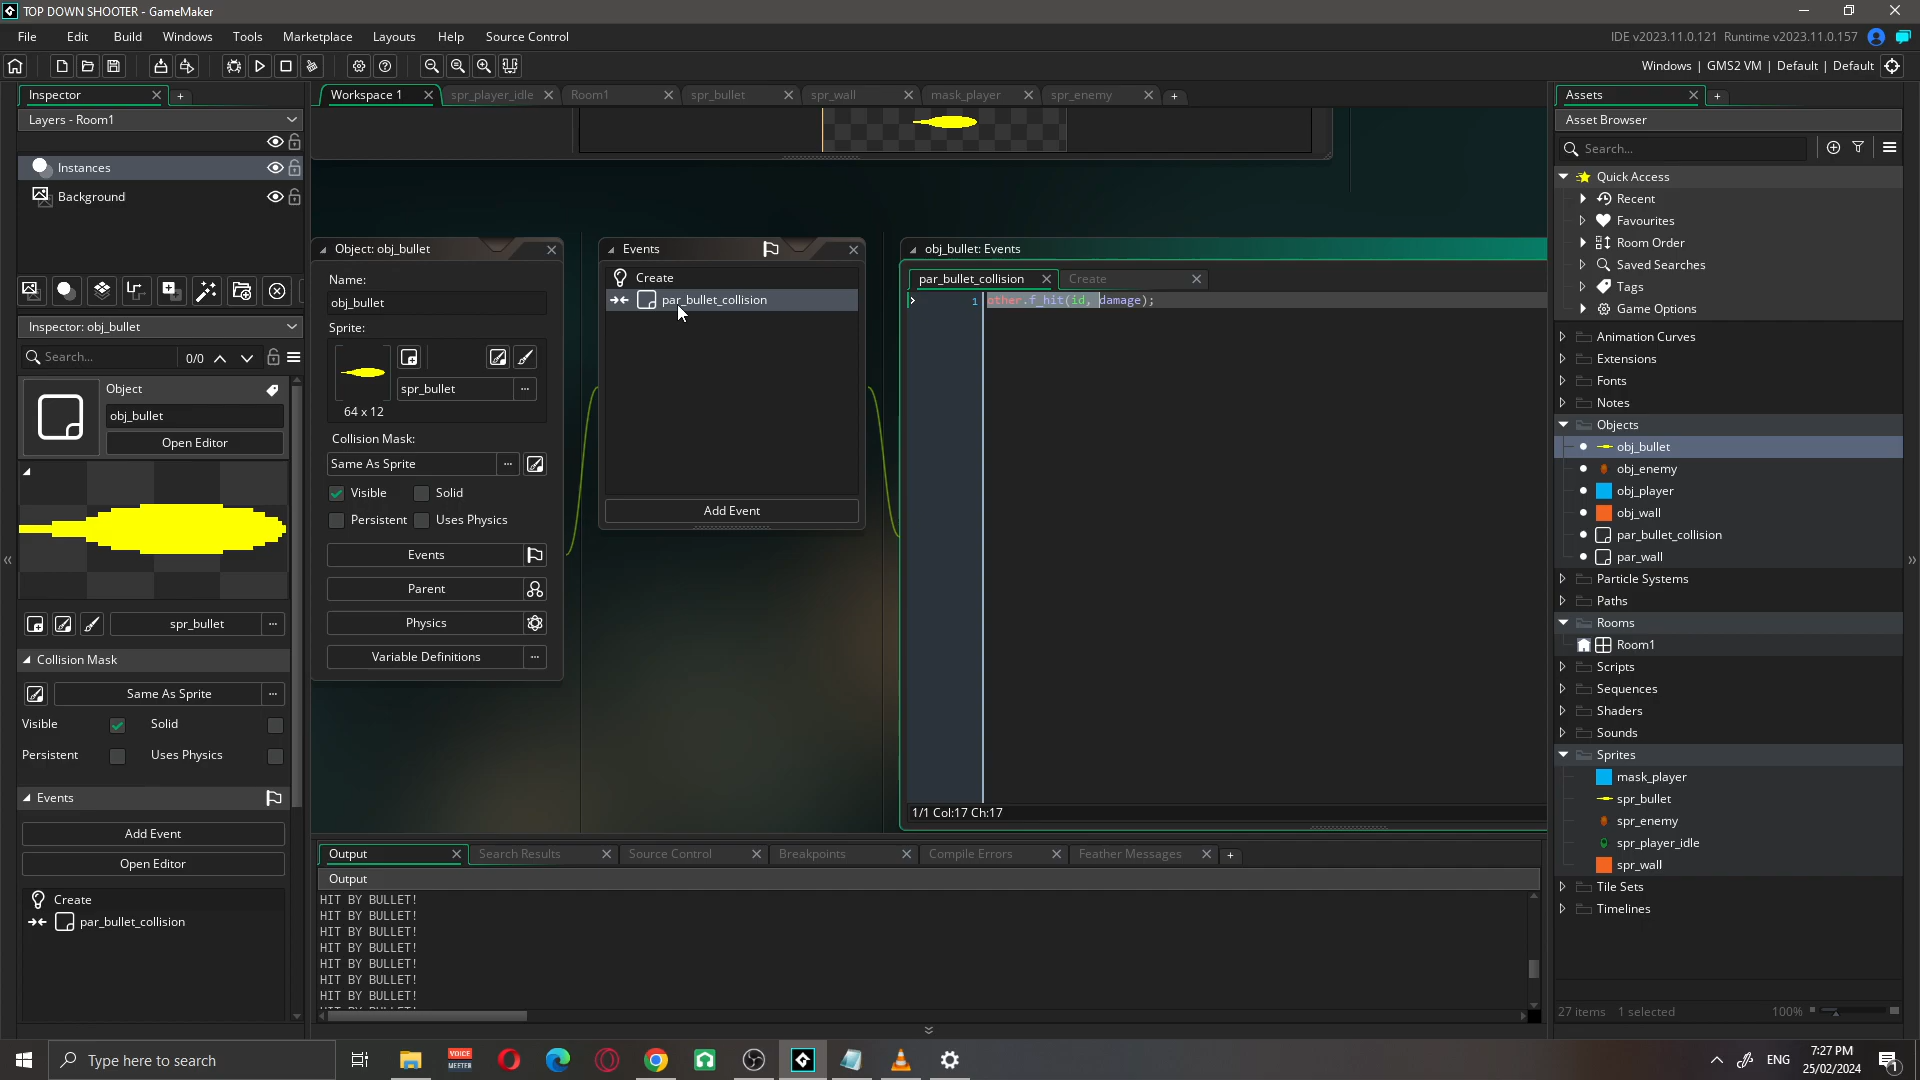 TOP DOWN SHOOTER - GameMaker
File Edit Build Windows Tools Marketplace Layouts Help Source Control
IDE v2023.11.0.121 Runtime v2023.11.0.157
Windows | GMS2 VM | Default | Default
Inspector
Layers - Room1
Instances
Background
Inspector: obj_bullet
Search... 0/0
Object
obj_bullet
Open Editor
spr_bullet
Collision Mask
Same As Sprite
Visible Solid
Persistent Uses Physics
Events
Add Event
Open Editor
Create
par_bullet_collision
Workspace 1 spr_player_idle Room1 spr_bullet spr_wall mask_player spr_enemy
Object: obj_bullet
Name:
obj_bullet
Sprite:
spr_bullet
64 x 12
Collision Mask:
Same As Sprite
Visible Solid
Persistent Uses Physics
Events
Parent
Physics
Variable Definitions
Events
Create
par_bullet_collision
Add Event
obj_bullet: Events
par_bullet_collision Create
1 other.f_hit(id, damage);
1/1 Col:17 Ch:17
Output Search Results Source Control Breakpoints Compile Errors Feather Messages
Output
HIT BY BULLET!
HIT BY BULLET!
HIT BY BULLET!
HIT BY BULLET!
HIT BY BULLET!
HIT BY BULLET!
HIT BY BULLET!
HIT BY BULLET!
Assets
Asset Browser
Search...
Quick Access
Recent
Favourites
Room Order
Saved Searches
Tags
Game Options
Animation Curves
Extensions
Fonts
Notes
Objects
obj_bullet
obj_enemy
obj_player
obj_wall
par_bullet_collision
par_wall
Particle Systems
Paths
Rooms
Room1
Scripts
Sequences
Shaders
Sounds
Sprites
mask_player
spr_bullet
spr_enemy
spr_player_idle
spr_wall
Tile Sets
Timelines
27 items 1 selected 100%
Type here to search
VOICE
MEETER
ENG
7:27 PM
25/02/2024
1